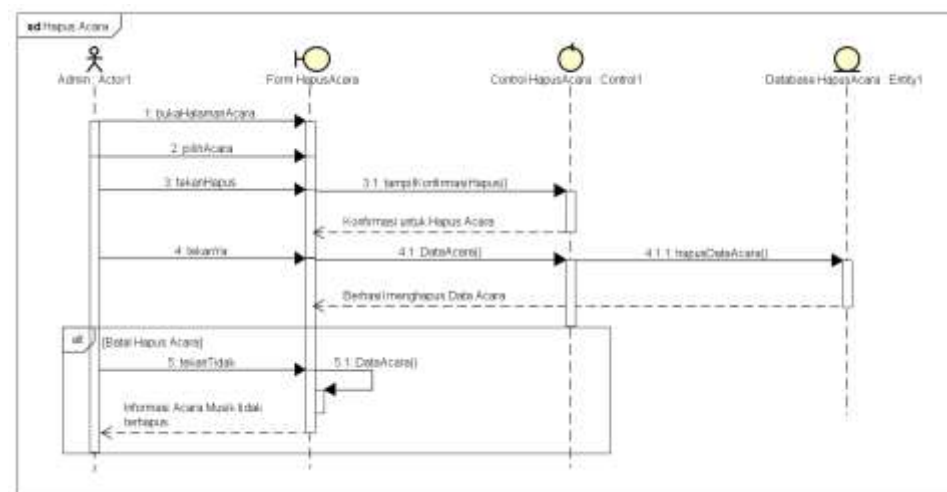 sd Hapus Acara
Admin : Actor1
Form HapusAcara
Control HapusAcara : Control1
Database HapusAcara : Entity1
1: bukaHalamanAcara
2: pilihAcara
3: tekanHapus
3.1: tampilKonfirmasiHapus()
Konfirmasi untuk Hapus Acara
4: tekanYa
4.1: DataAcara()
4.1.1: hapusDataAcara()
Berhasil menghapus Data Acara
alt
[Batal Hapus Acara]
5: tekanTidak
5.1: DataAcara()
Informasi Acara Musik tidak
terhapus